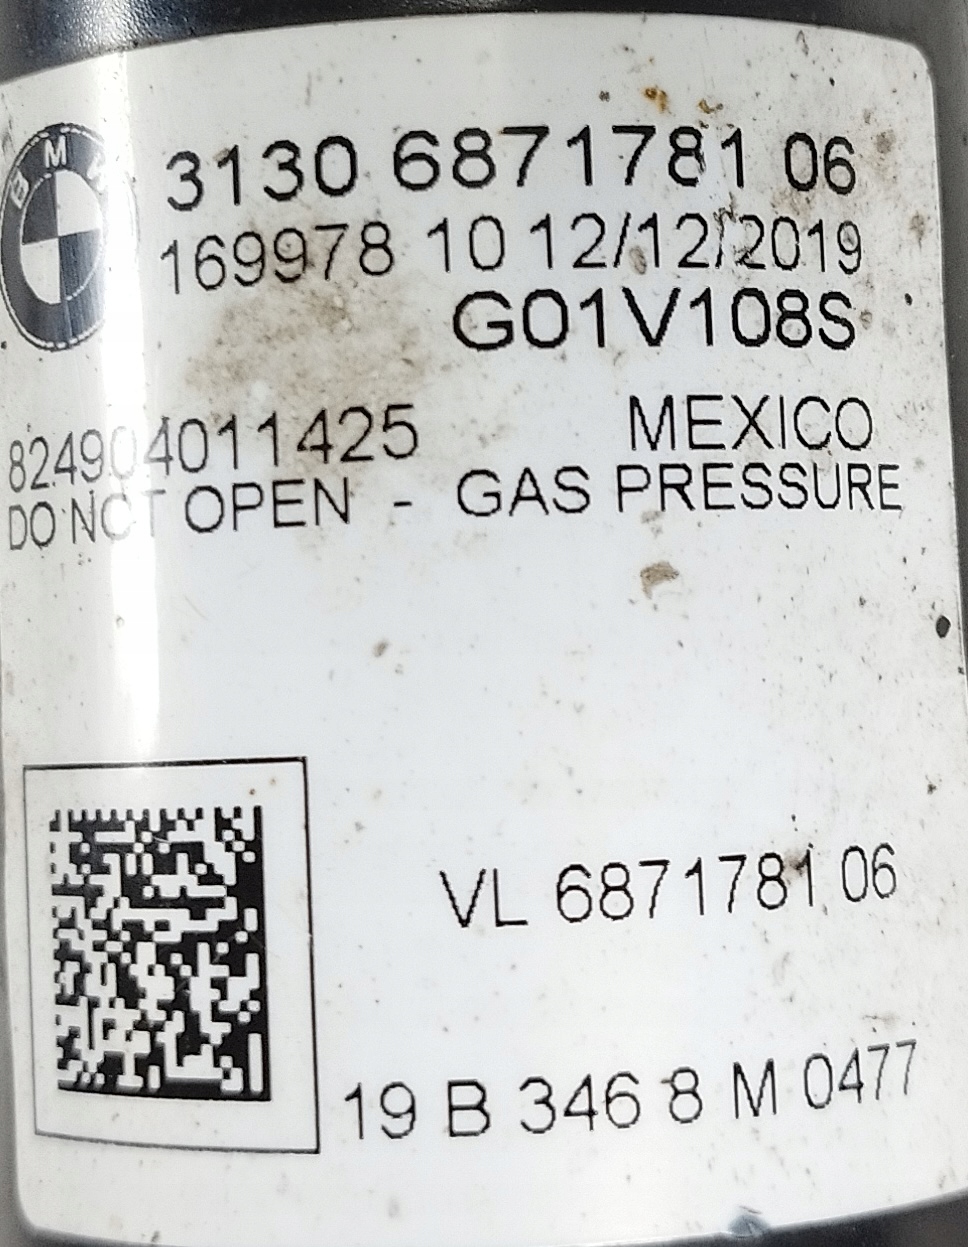 BMW
3130 6871781 06
169978 10 12/12/2019
G01V108S
824904011425 MEXICO
DO NOT OPEN - GAS PRESSURE
VL 6871781 06
19 B 346 8 M 0477